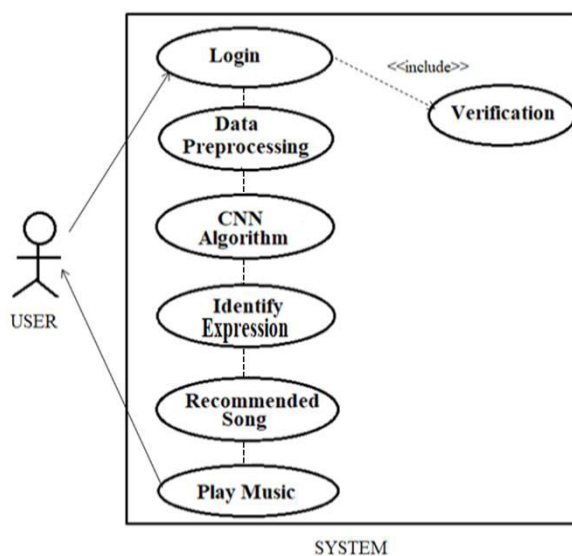 Login
<<include>>
Verification
Data
Preprocessing
CNN
Algorithm
Identify
Expression
USER
Recommended
Song
Play Music
SYSTEM